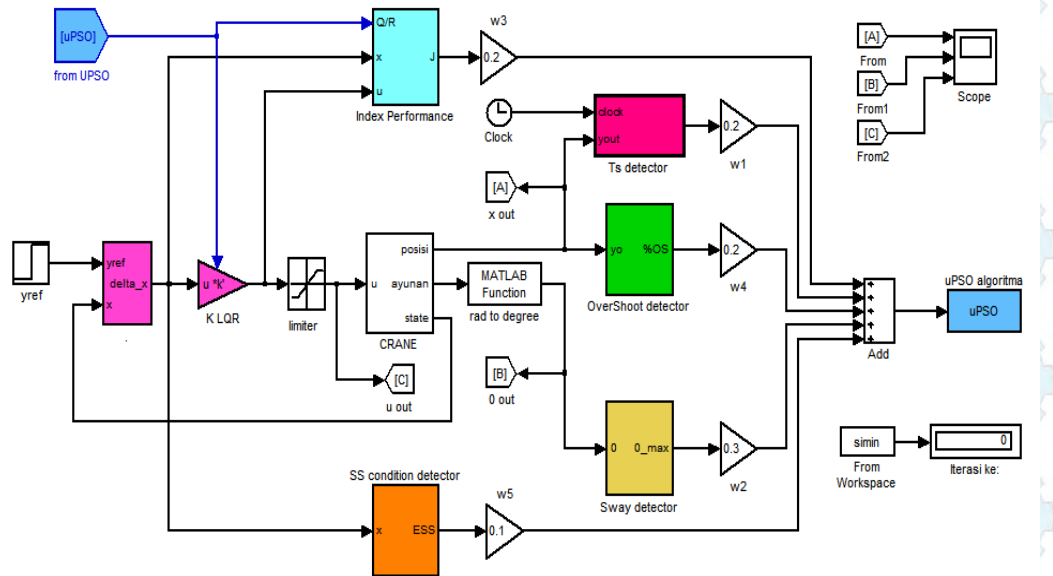 [uPSO]
from UPSO
Q/R
x
u
J
Index Performance
w3
0.2
[A]
From
[B]
From1
[C]
From2
Scope
Clock
clock
yout
Ts detector
0.2
w1
[A]
x out
yref
yref
x
delta_x
.
u *k'
K LQR
limiter
u
posisi
ayunan
state
CRANE
MATLAB
Function
rad to degree
yo
%OS
OverShoot detector
0.2
w4
Add
uPSO algoritma
uPSO
[C]
u out
[B]
0 out
0
0_max
Sway detector
0.3
w2
simin
From
Workspace
0
Iterasi ke:
SS condition detector
x
ESS
w5
0.1
+
+
+
+
+